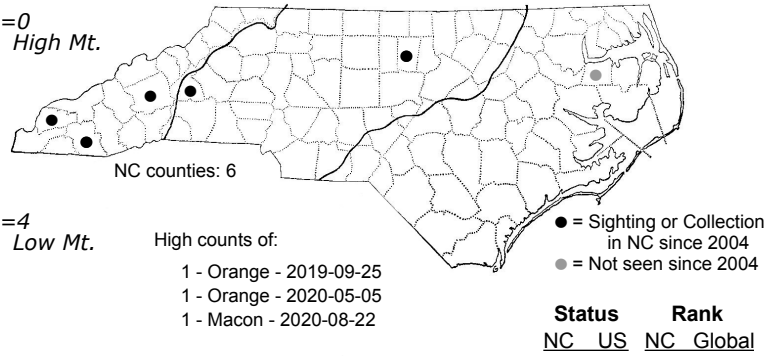 =0
High Mt.
NC counties: 6
=4
Low Mt.
High counts of:
1 - Orange - 2019-09-25
1 - Orange - 2020-05-05
1 - Macon - 2020-08-22
● = Sighting or Collection
in NC since 2004
● = Not seen since 2004
Status Rank
NC US NC Global